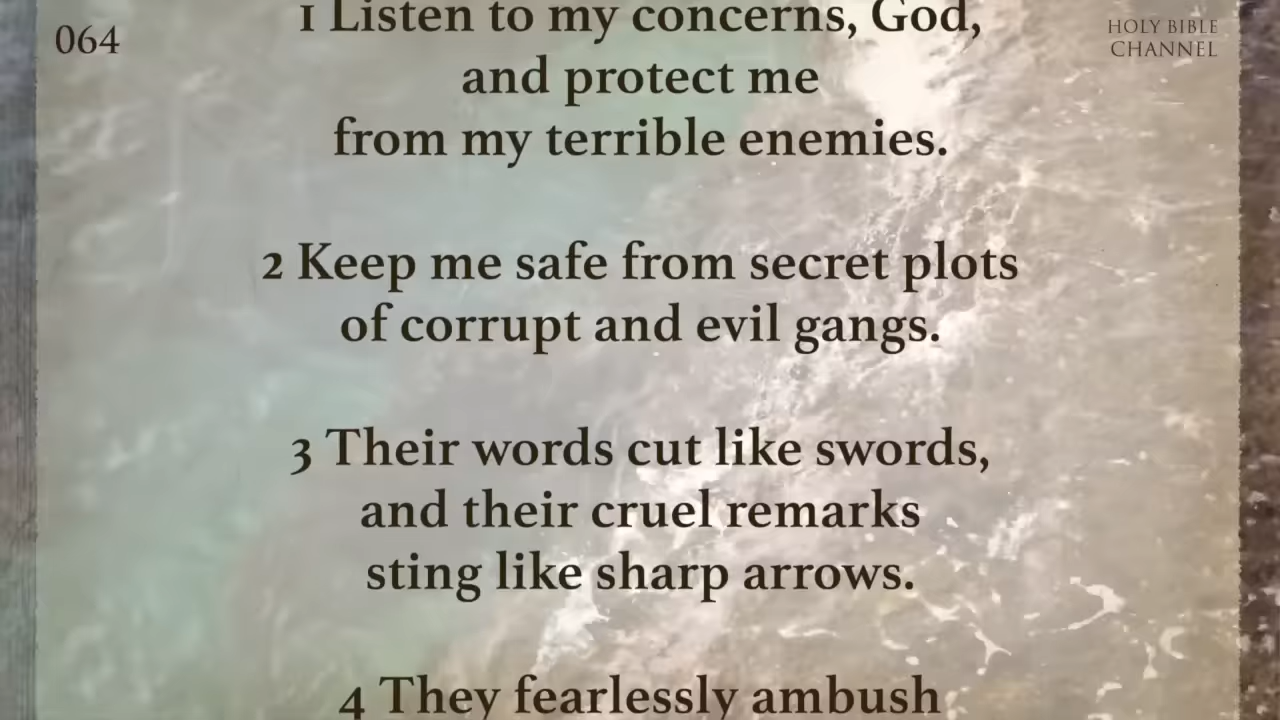 064
HOLY BIBLE
CHANNEL
1 Listen to my concerns, God,
and protect me
from my terrible enemies.
2 Keep me safe from secret plots
of corrupt and evil gangs.
3 Their words cut like swords,
and their cruel remarks
sting like sharp arrows.
4 They fearlessly ambush